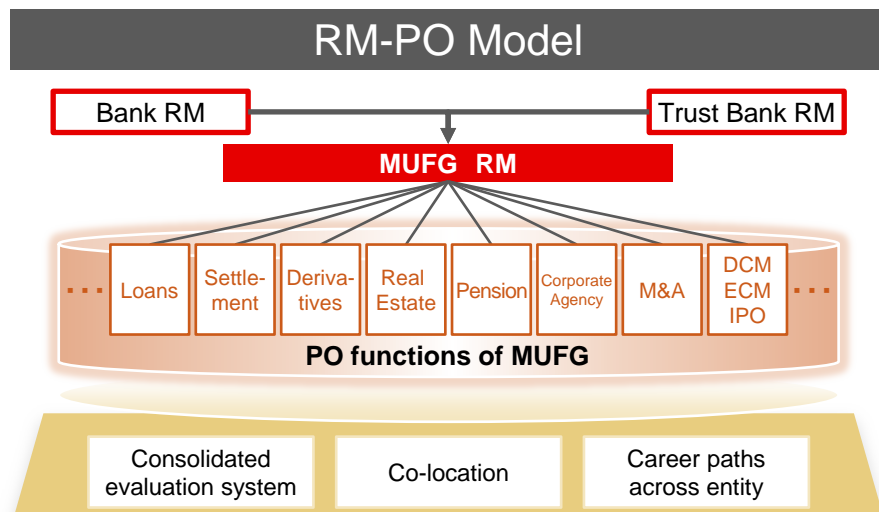 RM-PO Model
Bank RM
Trust Bank RM
MUFG RM
...
Loans
Settle-
ment
Deriva-
tives
Real
Estate
Pension
Corporate
Agency
M&A
DCM
ECM
IPO
...
PO functions of MUFG
Consolidated
evaluation system
Co-location
Career paths
across entity